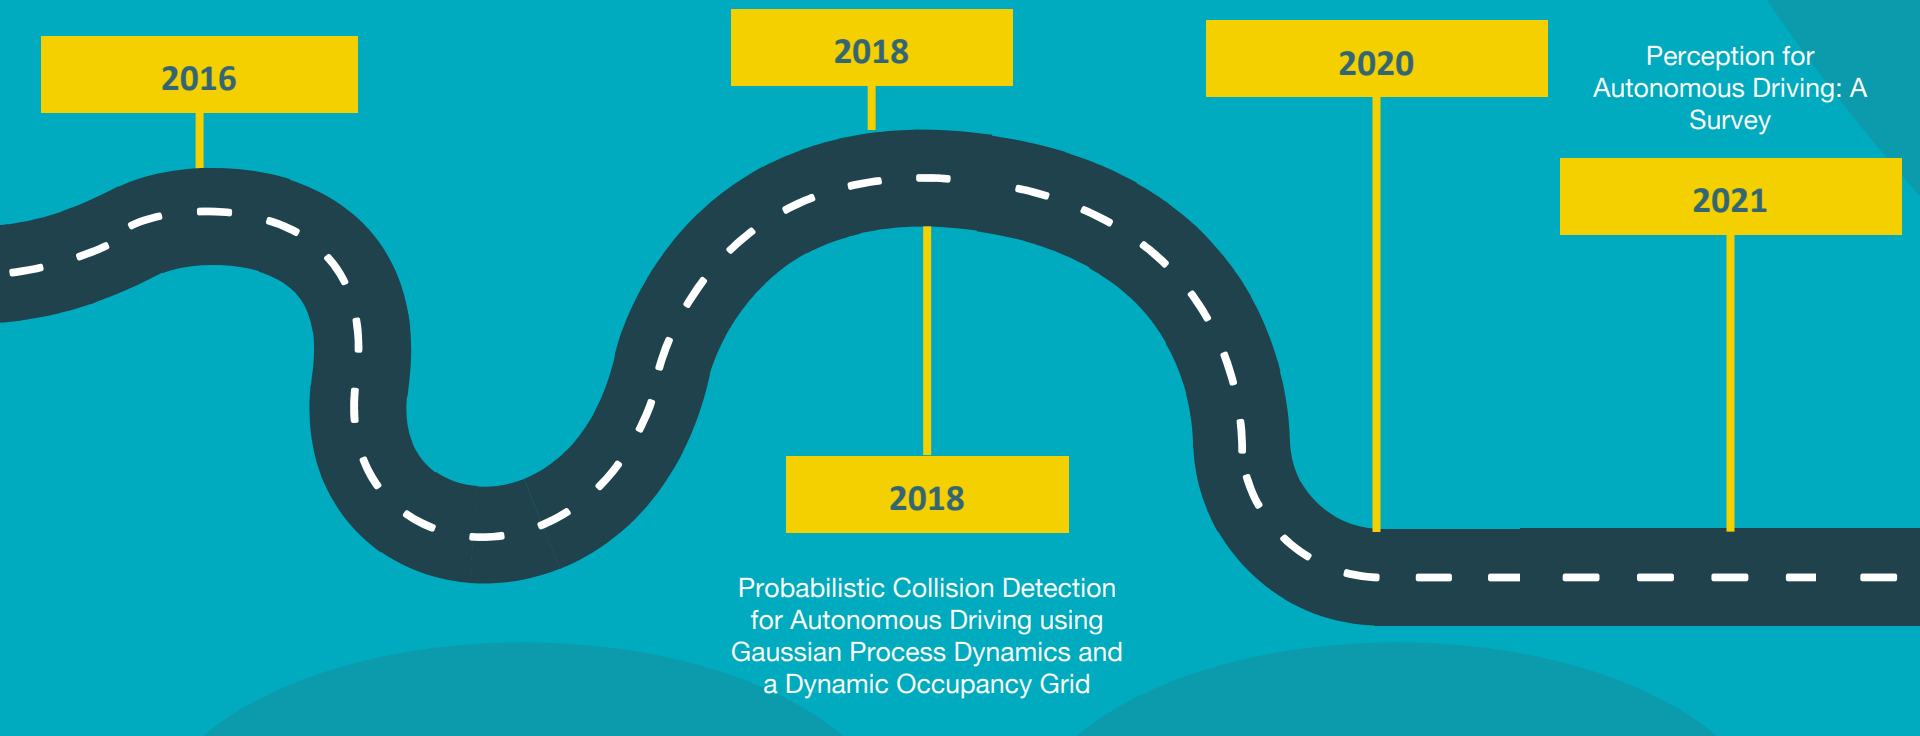 2016
2018
2020
Perception for
Autonomous Driving: A
Survey
2021
2018
Probabilistic Collision Detection
for Autonomous Driving using
Gaussian Process Dynamics and
a Dynamic Occupancy Grid